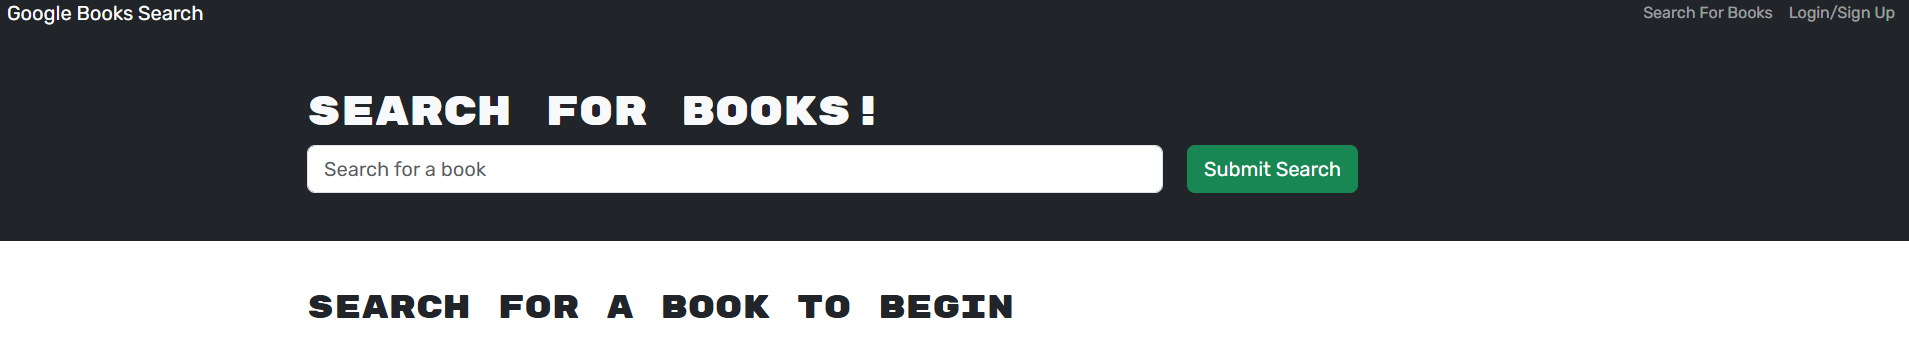 Google Books Search
Search For Books Login/Sign Up
SEARCH FOR BOOKS!
Search for a book
Submit Search
SEARCH FOR A BOOK TO BEGIN